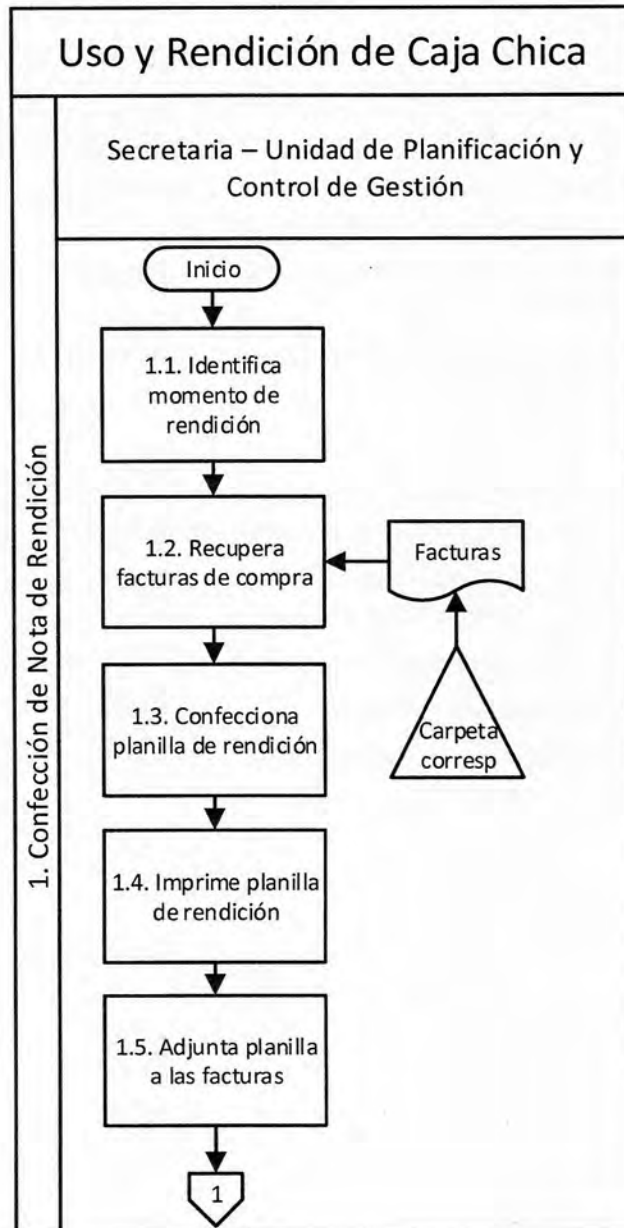 Uso y Rendición de Caja Chica
Secretaria – Unidad de Planificación y
Control de Gestión
1. Confección de Nota de Rendición
Inicio
1.1. Identifica
momento de
rendición
1.2. Recupera
facturas de compra
Facturas
1.3. Confecciona
planilla de rendición
Carpeta
corresp
1.4. Imprime planilla
de rendición
1.5. Adjunta planilla
a las facturas
1